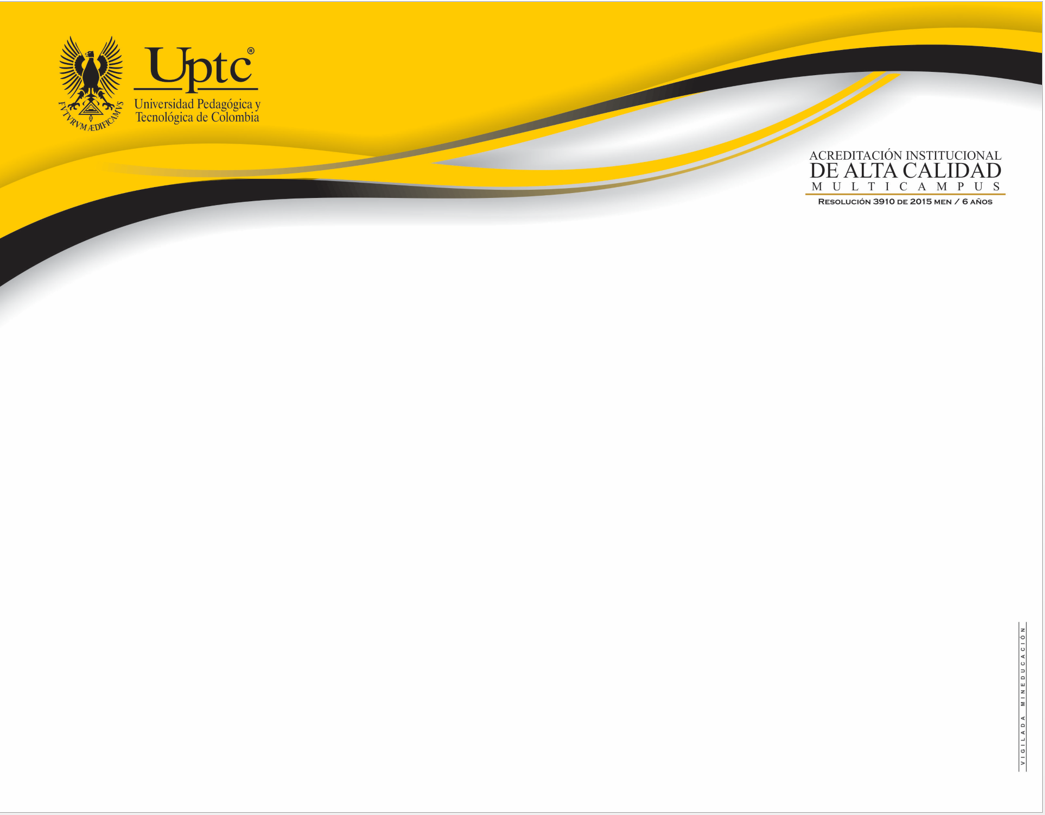 Uptc®
Universidad Pedagógica y
Tecnológica de Colombia
FVTVRVM ÆDIFICAMVS
ACREDITACIÓN INSTITUCIONAL
DE ALTA CALIDAD
MULTICAMPUS
RESOLUCIÓN 3910 DE 2015 MEN / 6 AÑOS
VIGILADA MINEDUCACIÓN